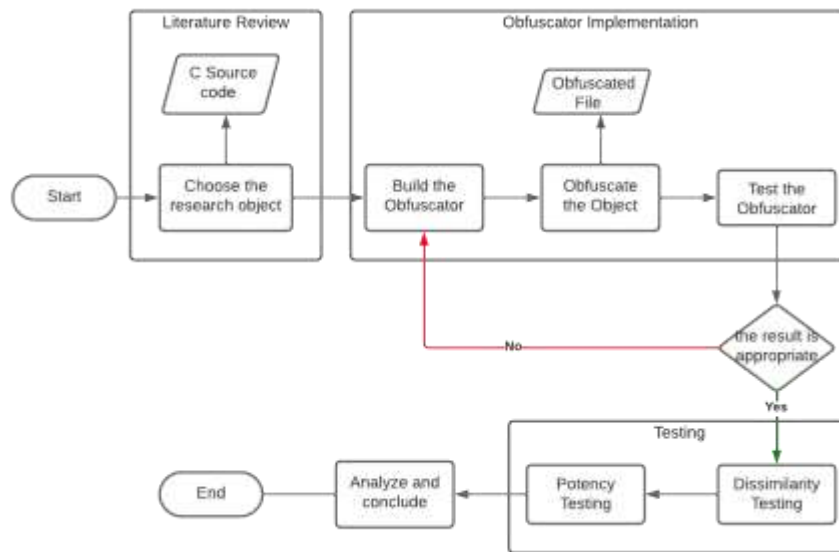 Literature Review
Obfuscator Implementation
C Source
code
Obfuscated
File
Start
Choose the
research object
Build the
Obfuscator
Obfuscate
the Object
Test the
Obfuscator
the result is
appropriate
No
Yes
Testing
End
Analyze and
conclude
Potency
Testing
Dissimilarity
Testing